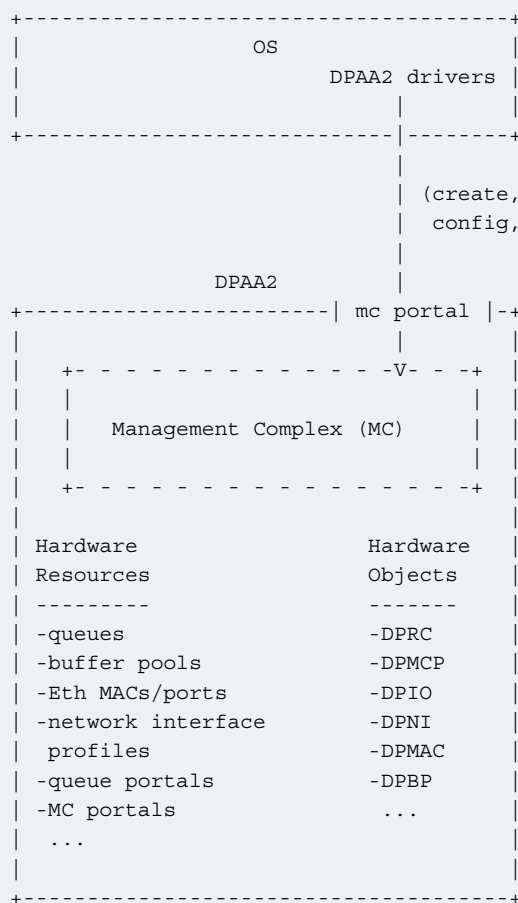 OS
DPAA2 drivers
(create,
config,
DPAA2
mc portal
Management Complex (MC)
Hardware Hardware
Resources Objects
--------- -------
-queues -DPRC
-buffer pools -DPMCP
-Eth MACs/ports -DPIO
-network interface -DPNI
profiles -DPMAC
-queue portals -DPBP
-MC portals ...
...